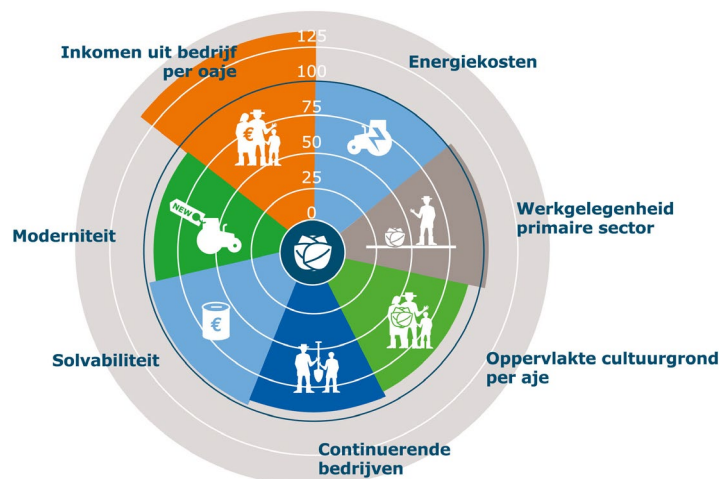 Inkomen uit bedrijf
per oaje
Energiekosten
125
100
75
50
25
0
€
NEW
Moderniteit
Werkgelegenheid
primaire sector
€
Solvabiliteit
Oppervlakte cultuurgrond
per aje
Continuerende
bedrijven